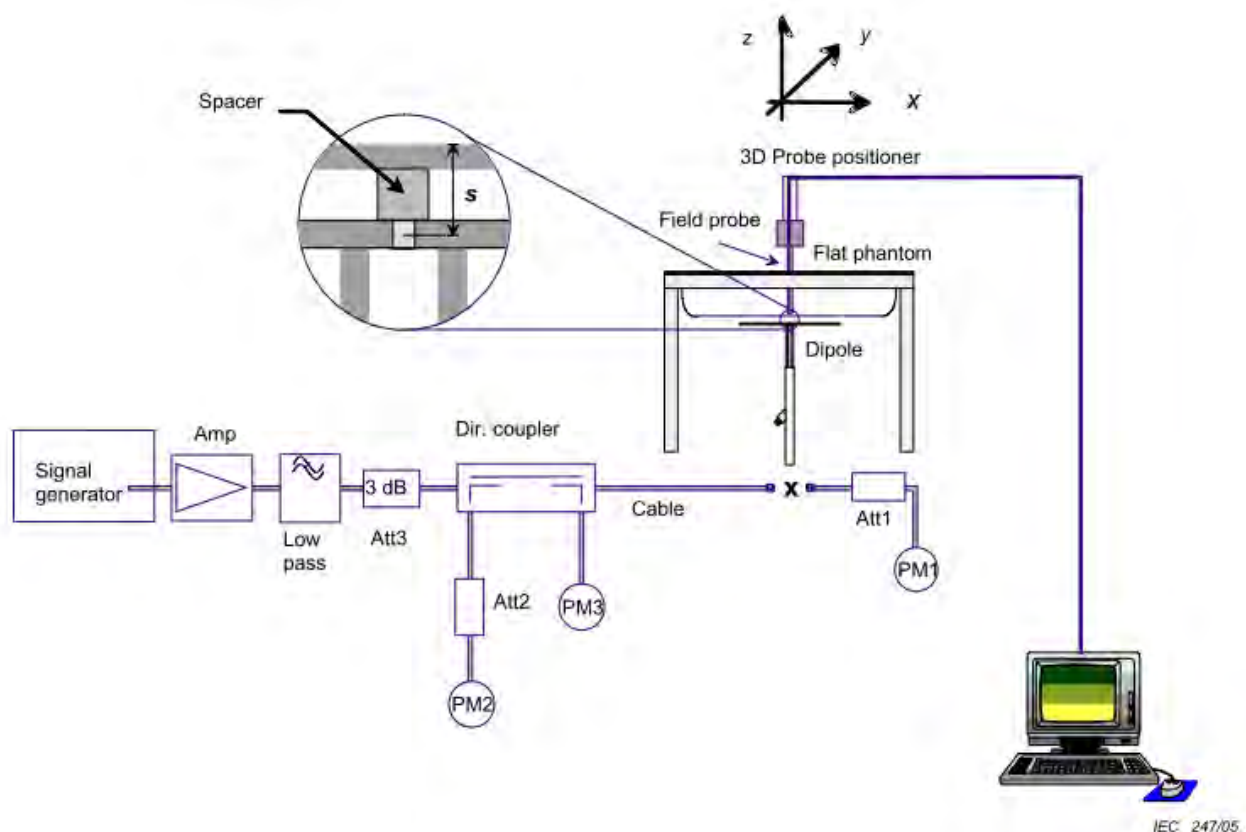 z
y
x
Spacer
s
3D Probe positioner
Field probe
Flat phantom
Dipole
Signal
generator
Amp
Low
pass
3 dB
Att3
Dir. coupler
Cable
x
Att1
PM1
Att2
PM3
PM2
IEC 247/05